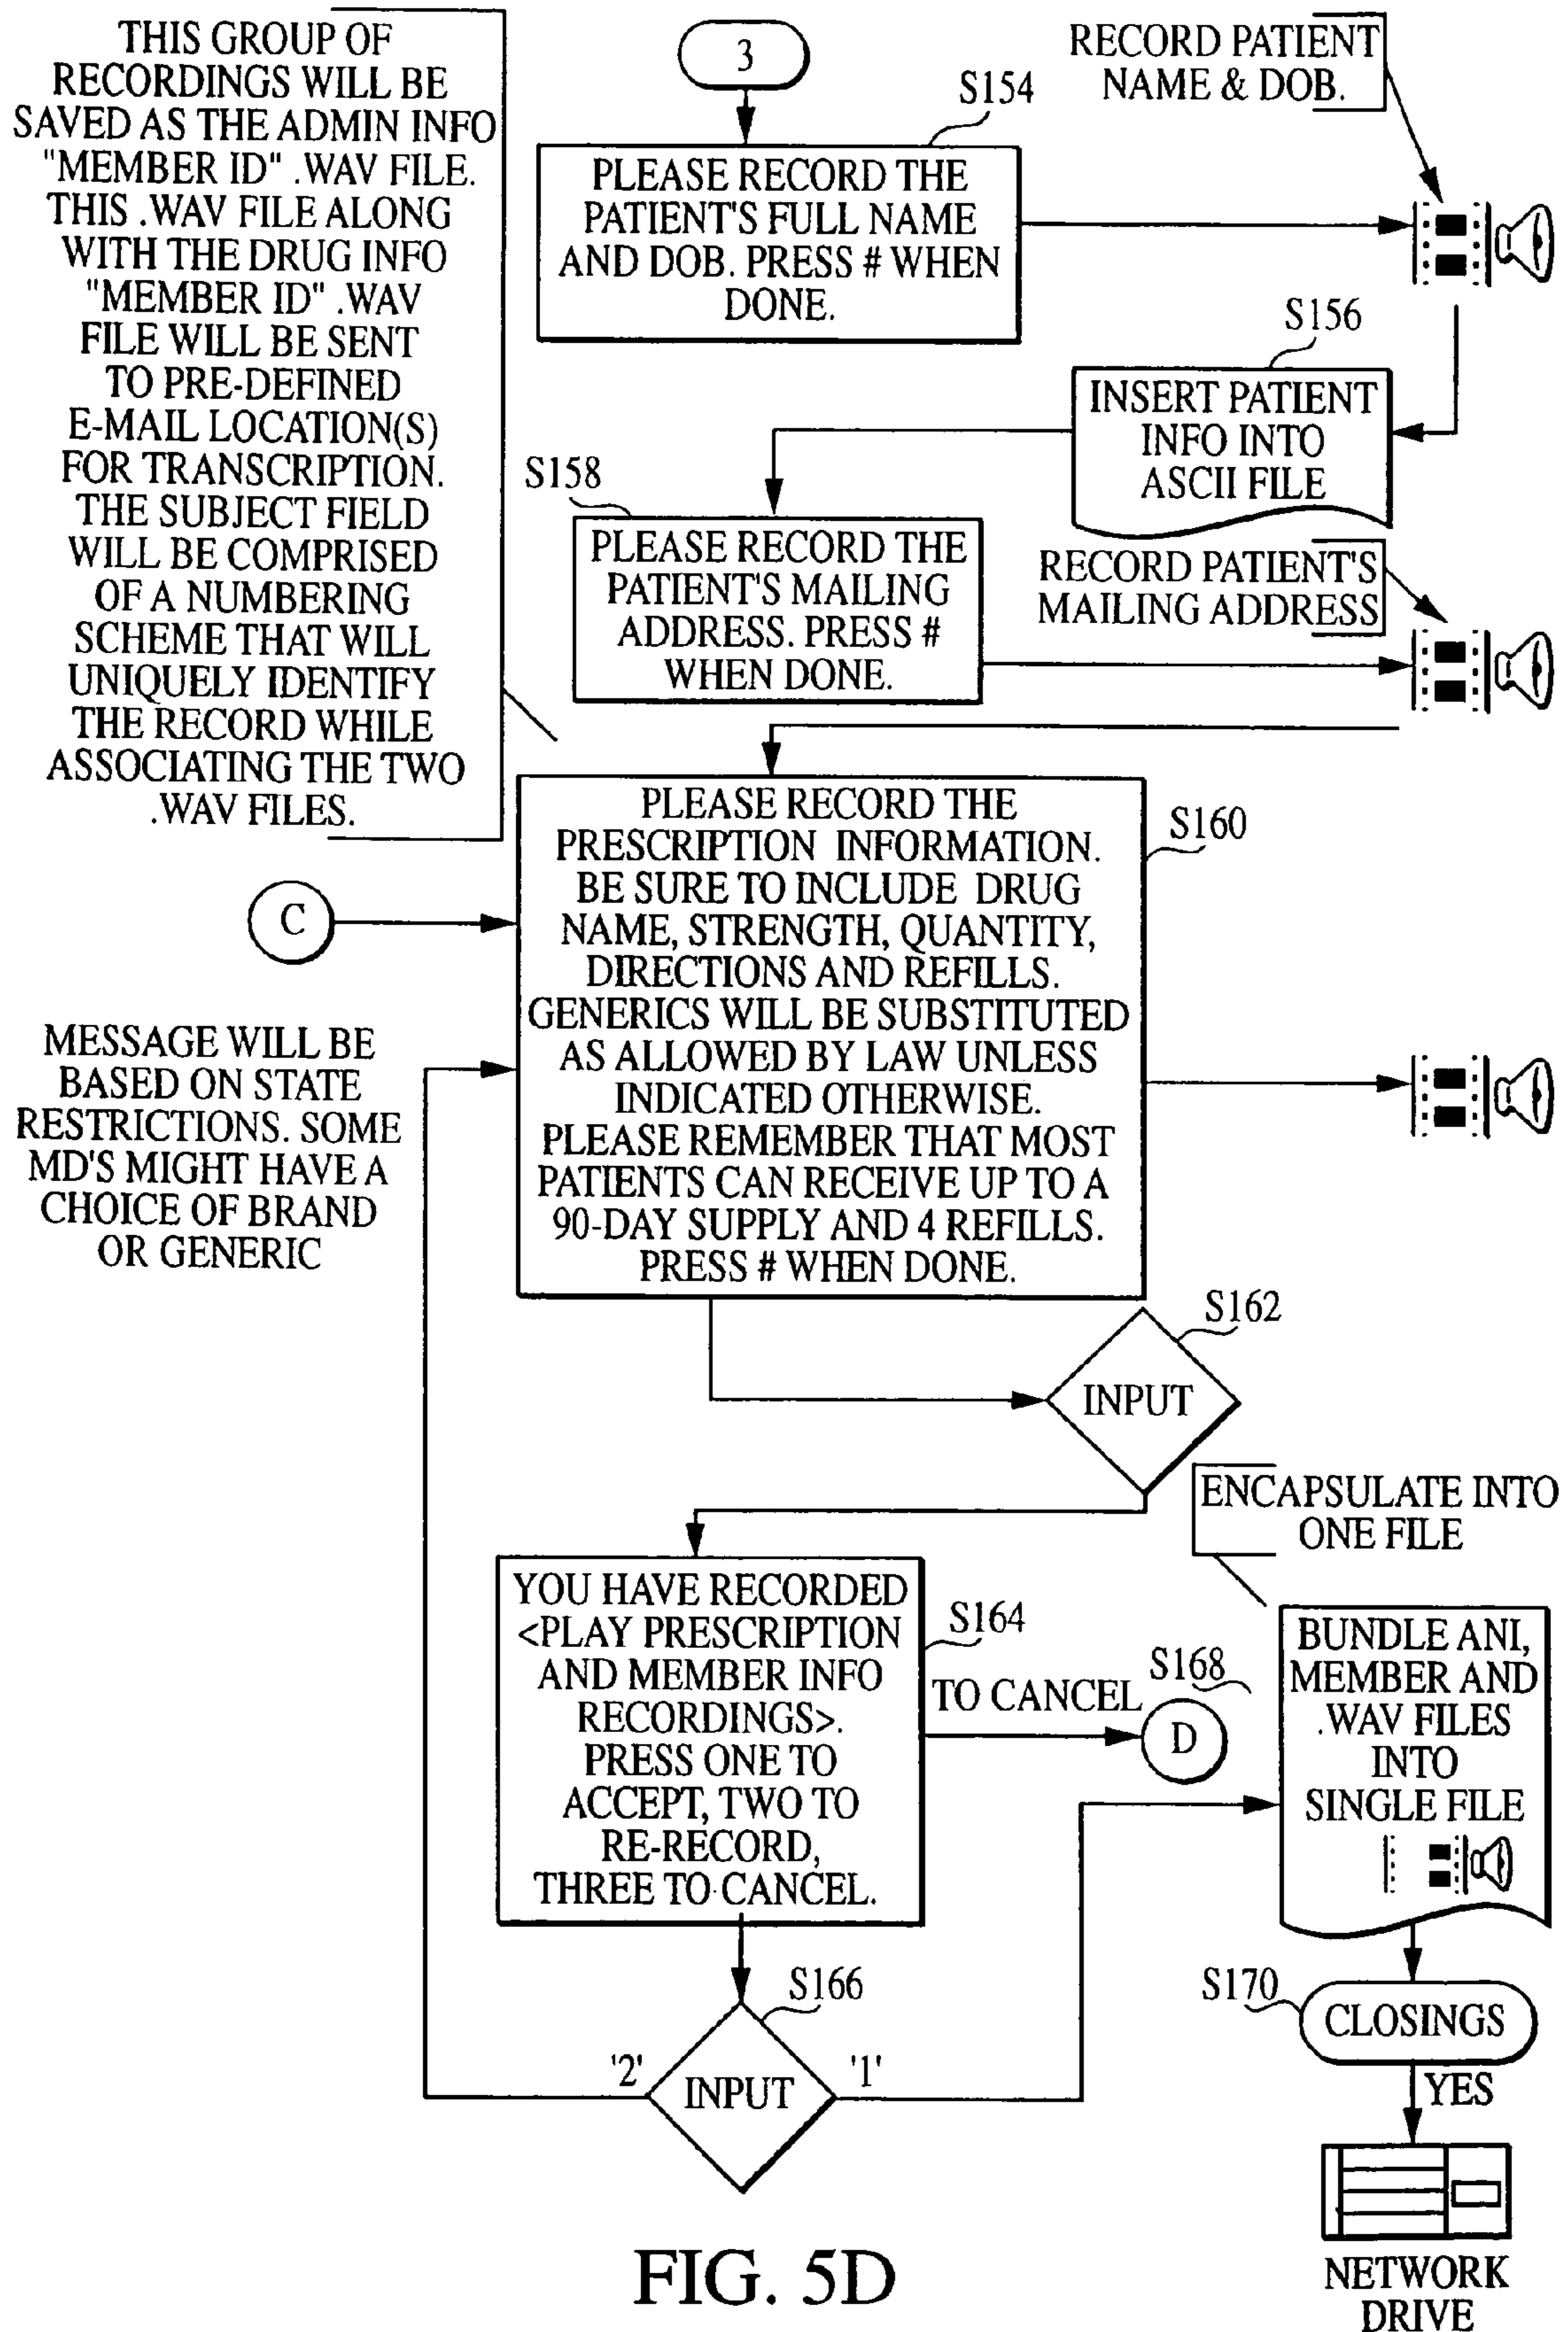 THIS GROUP OF
RECORDINGS WILL BE
SAVED AS THE ADMIN INFO
"MEMBER ID" .WAV FILE.
THIS .WAV FILE ALONG
WITH THE DRUG INFO
"MEMBER ID" .WAV
FILE WILL BE SENT
TO PRE-DEFINED
E-MAIL LOCATION(S)
FOR TRANSCRIPTION.
THE SUBJECT FIELD
WILL BE COMPRISED
OF A NUMBERING
SCHEME THAT WILL
UNIQUELY IDENTIFY
THE RECORD WHILE
ASSOCIATING THE TWO
.WAV FILES.
3
RECORD PATIENT
NAME & DOB.
S154
PLEASE RECORD THE
PATIENT'S FULL NAME
AND DOB. PRESS # WHEN
DONE.
S156
INSERT PATIENT
INFO INTO
ASCII FILE
S158
PLEASE RECORD THE
PATIENT'S MAILING
ADDRESS. PRESS #
WHEN DONE.
RECORD PATIENT'S
MAILING ADDRESS
S160
PLEASE RECORD THE
PRESCRIPTION INFORMATION.
BE SURE TO INCLUDE DRUG
NAME, STRENGTH, QUANTITY,
DIRECTIONS AND REFILLS.
GENERICS WILL BE SUBSTITUTED
AS ALLOWED BY LAW UNLESS
INDICATED OTHERWISE.
PLEASE REMEMBER THAT MOST
PATIENTS CAN RECEIVE UP TO A
90-DAY SUPPLY AND 4 REFILLS.
PRESS # WHEN DONE.
C
MESSAGE WILL BE
BASED ON STATE
RESTRICTIONS. SOME
MD'S MIGHT HAVE A
CHOICE OF BRAND
OR GENERIC
S162
INPUT
ENCAPSULATE INTO
ONE FILE
YOU HAVE RECORDED
<PLAY PRESCRIPTION
AND MEMBER INFO
RECORDINGS>.
PRESS ONE TO
ACCEPT, TWO TO
RE-RECORD,
THREE TO CANCEL.
S164
TO CANCEL
D
S168
BUNDLE ANI,
MEMBER AND
.WAV FILES
INTO
SINGLE FILE
S166
INPUT
'2'
'1'
S170
CLOSINGS
YES
NETWORK
DRIVE
FIG. 5D